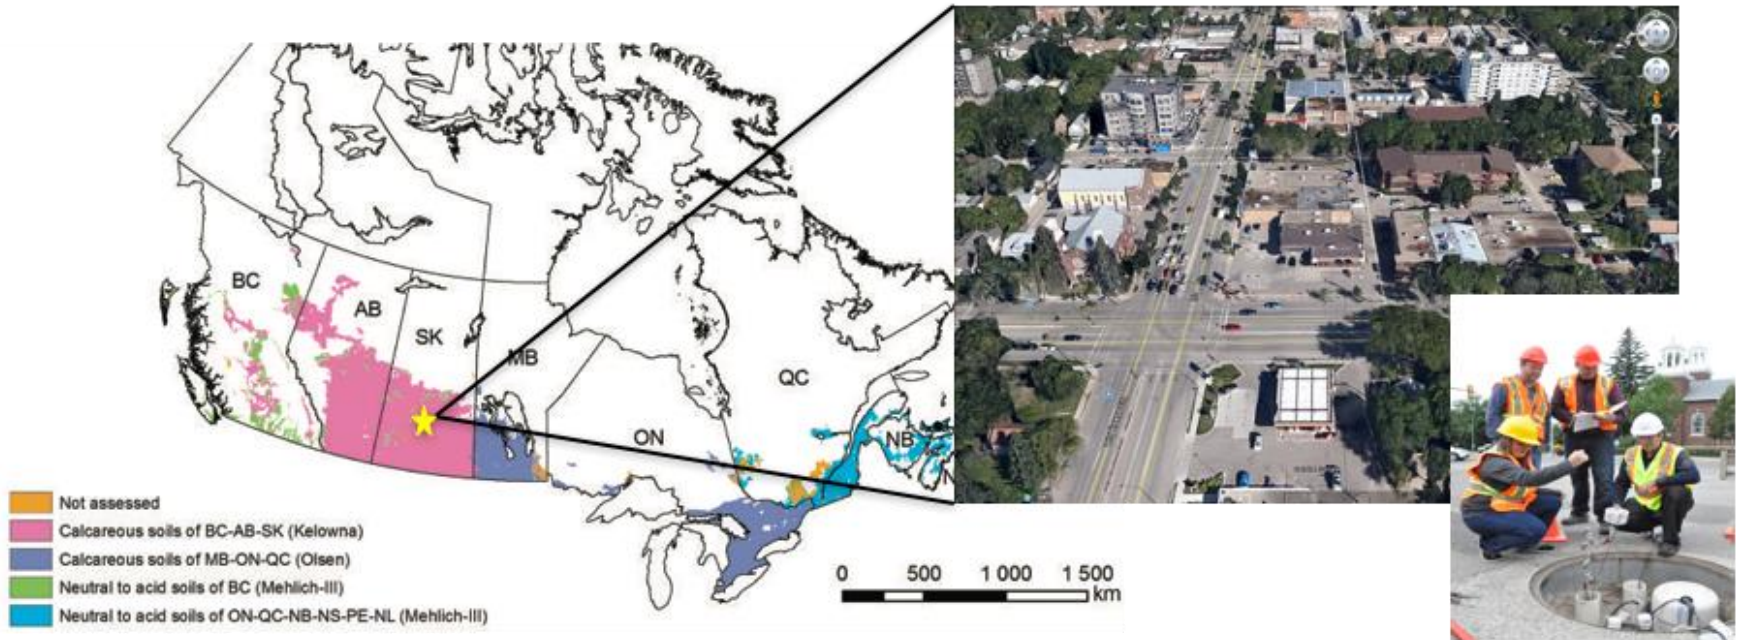 BC
AB
SK
MB
ON
QC
NB
Not assessed
Calcareous soils of BC-AB-SK (Kelowna)
Calcareous soils of MB-ON-QC (Olsen)
Neutral to acid soils of BC (Mehlich-III)
Neutral to acid soils of ON-QC-NB-NS-PE-NL (Mehlich-III)
0 500 1 000 1 500
km